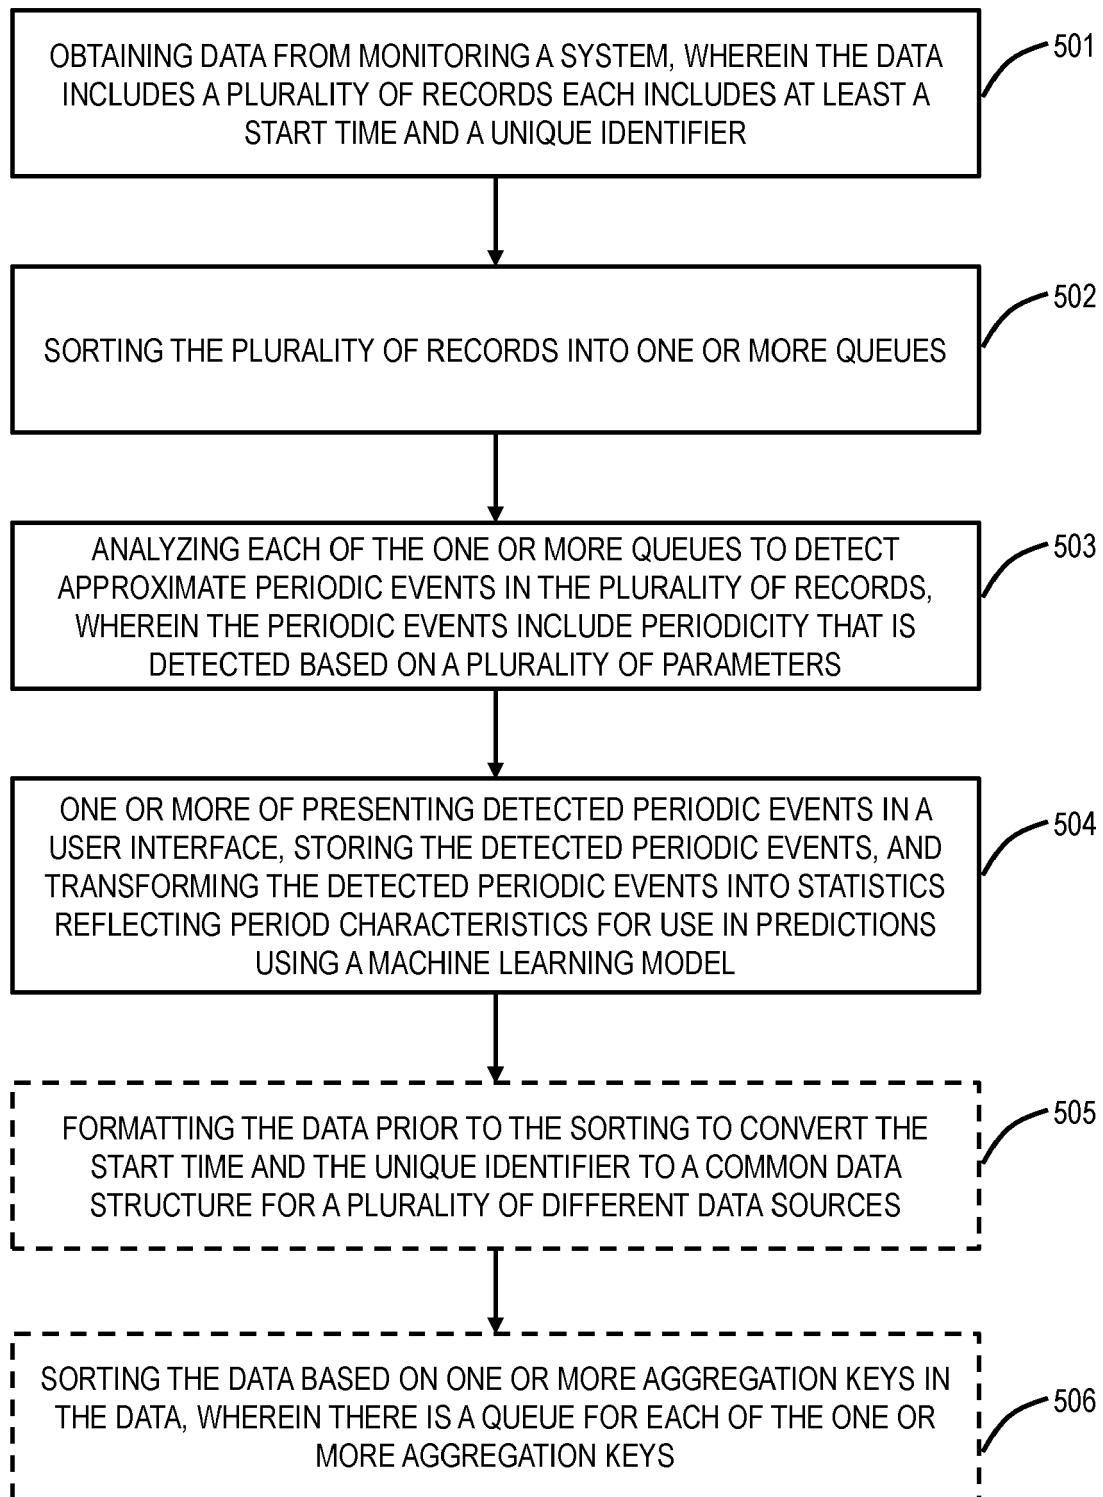 OBTAINING DATA FROM MONITORING A SYSTEM, WHEREIN THE DATA
INCLUDES A PLURALITY OF RECORDS EACH INCLUDES AT LEAST A
START TIME AND A UNIQUE IDENTIFIER
501
SORTING THE PLURALITY OF RECORDS INTO ONE OR MORE QUEUES
502
ANALYZING EACH OF THE ONE OR MORE QUEUES TO DETECT
APPROXIMATE PERIODIC EVENTS IN THE PLURALITY OF RECORDS,
WHEREIN THE PERIODIC EVENTS INCLUDE PERIODICITY THAT IS
DETECTED BASED ON A PLURALITY OF PARAMETERS
503
ONE OR MORE OF PRESENTING DETECTED PERIODIC EVENTS IN A
USER INTERFACE, STORING THE DETECTED PERIODIC EVENTS, AND
TRANSFORMING THE DETECTED PERIODIC EVENTS INTO STATISTICS
REFLECTING PERIOD CHARACTERISTICS FOR USE IN PREDICTIONS
USING A MACHINE LEARNING MODEL
504
FORMATTING THE DATA PRIOR TO THE SORTING TO CONVERT THE
START TIME AND THE UNIQUE IDENTIFIER TO A COMMON DATA
STRUCTURE FOR A PLURALITY OF DIFFERENT DATA SOURCES
505
SORTING THE DATA BASED ON ONE OR MORE AGGREGATION KEYS IN
THE DATA, WHEREIN THERE IS A QUEUE FOR EACH OF THE ONE OR
MORE AGGREGATION KEYS
506